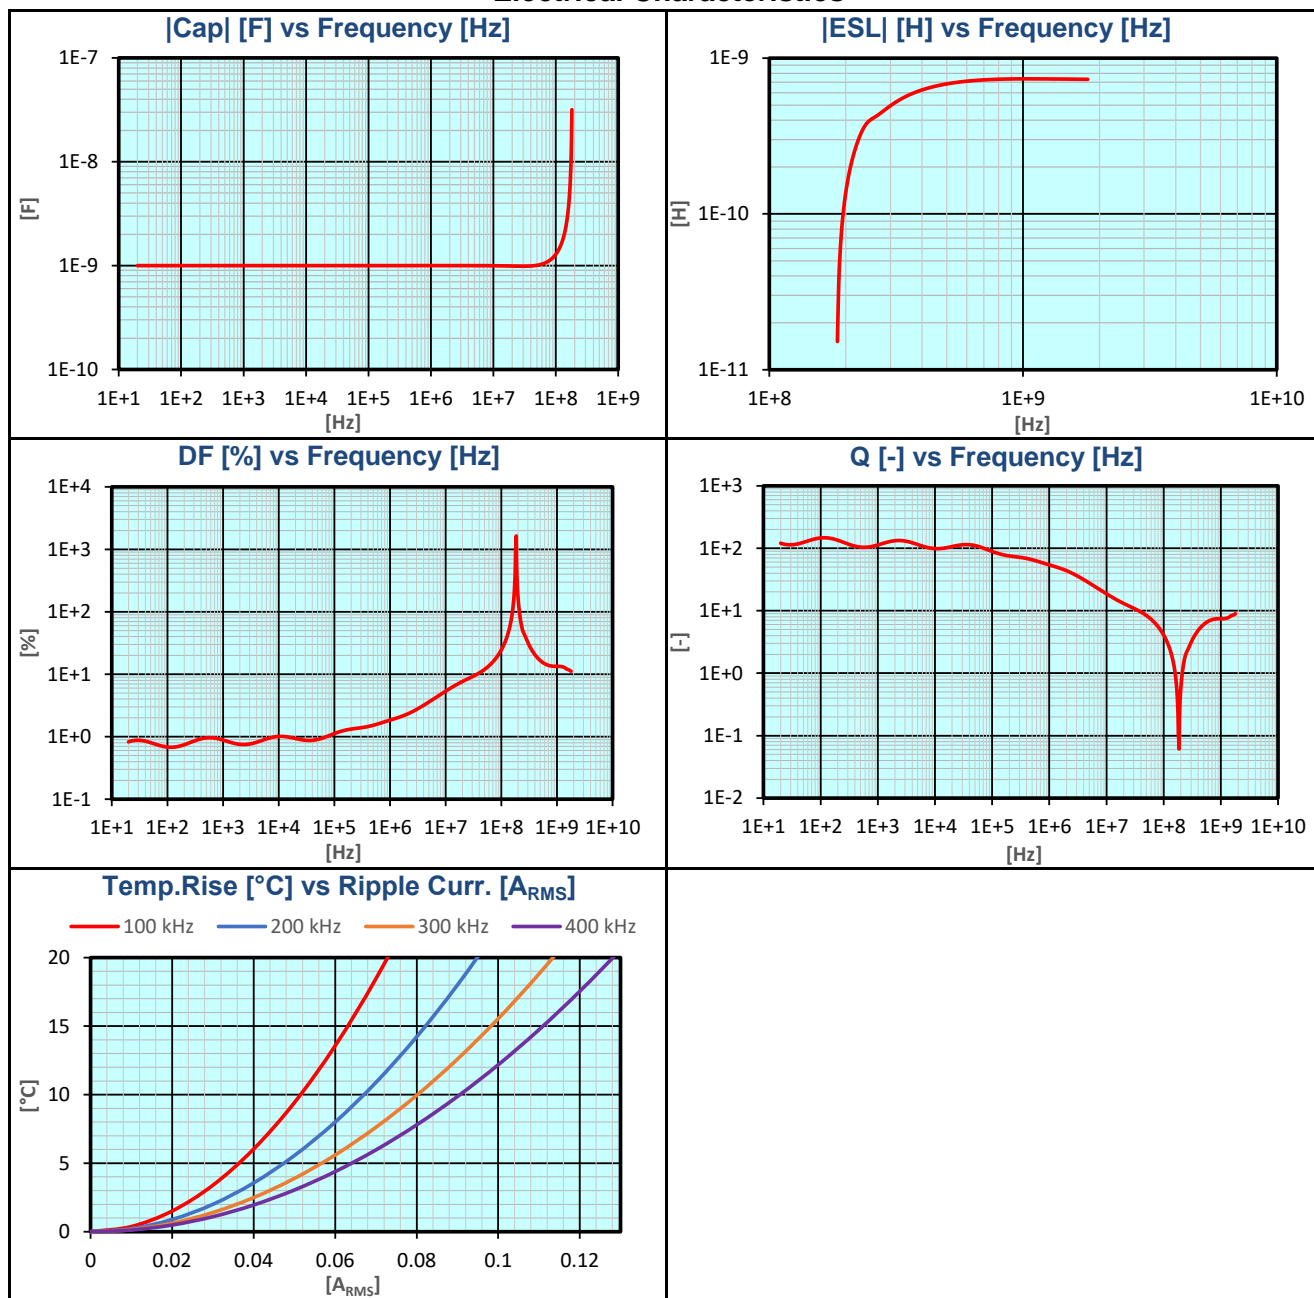 |Cap| [F] vs Frequency [Hz]
1E-7
1E-8
1E-9
1E-10
[F]
1E+1 1E+2 1E+3 1E+4 1E+5 1E+6 1E+7 1E+8 1E+9
[Hz]
|ESL| [H] vs Frequency [Hz]
1E-9
1E-10
1E-11
[H]
1E+8 1E+9 1E+10
[Hz]
DF [%] vs Frequency [Hz]
1E+4
1E+3
1E+2
1E+1
1E+0
1E-1
[%]
1E+1 1E+2 1E+3 1E+4 1E+5 1E+6 1E+7 1E+8 1E+9 1E+10
[Hz]
Q [-] vs Frequency [Hz]
1E+3
1E+2
1E+1
1E+0
1E-1
1E-2
[-]
1E+1 1E+2 1E+3 1E+4 1E+5 1E+6 1E+7 1E+8 1E+9 1E+10
[Hz]
Temp.Rise [°C] vs Ripple Curr. [ARMS]
100 kHz 200 kHz 300 kHz 400 kHz
20
15
10
5
0
[°C]
0 0.02 0.04 0.06 0.08 0.1 0.12
[ARMS]